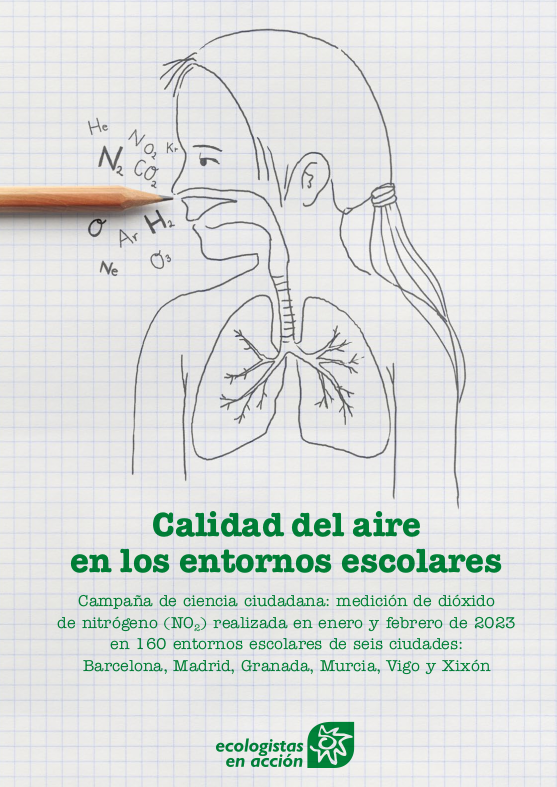 He
NO₂
Kr
N₂
CO₂
O
Ar
H₂
Ne
O₃
Calidad del aire
en los entornos escolares
Campaña de ciencia ciudadana: medición de dióxido
de nitrógeno (NO₂) realizada en enero y febrero de 2023
en 160 entornos escolares de seis ciudades:
Barcelona, Madrid, Granada, Murcia, Vigo y Xixón
ecologistas
en acción